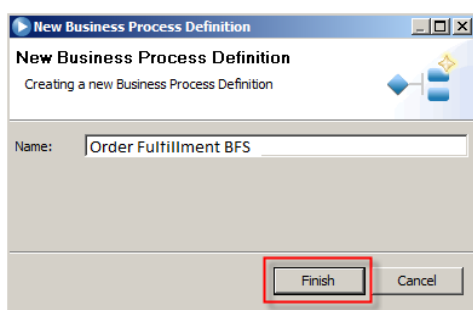 New Business Process Definition
New Business Process Definition
Creating a new Business Process Definition
Name: Order Fulfillment BFS
Finish Cancel